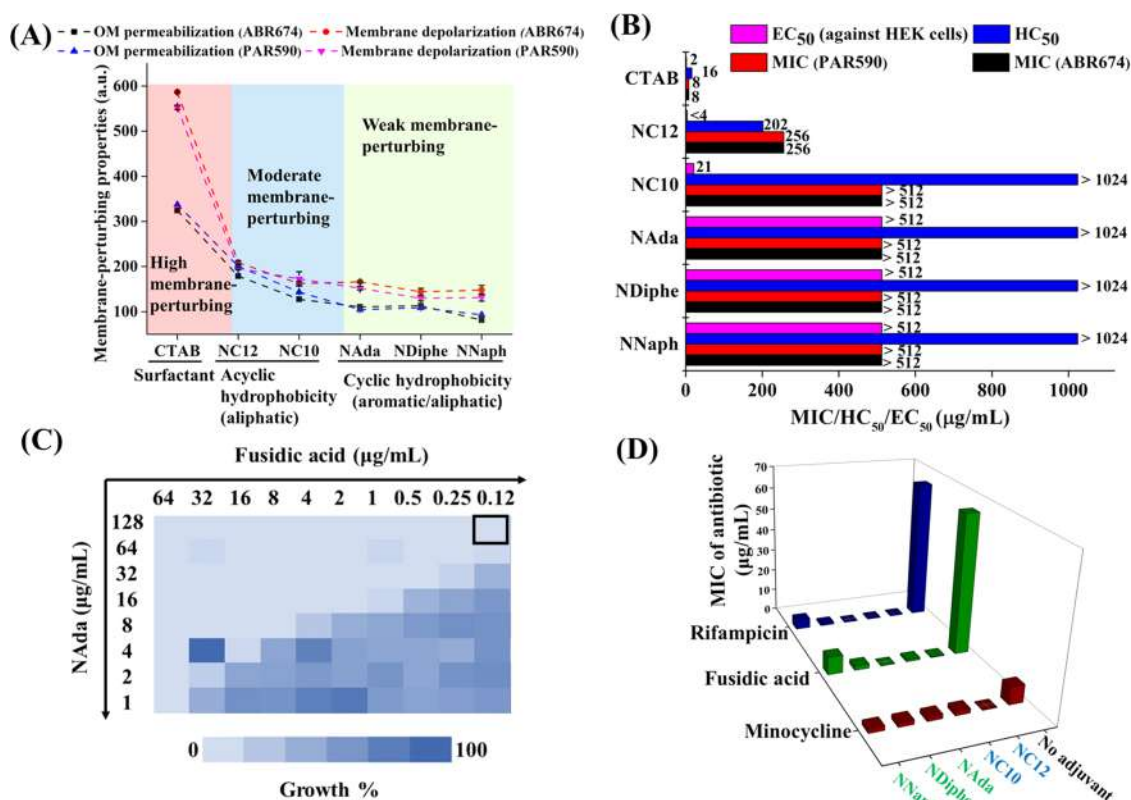 (A)
OM permeabilization (ABR674)
Membrane depolarization (ABR674)
OM permeabilization (PAR590)
Membrane depolarization (PAR590)
Membrane-perturbing properties (a.u.)
600
500
400
300
200
100
High
membrane-
perturbing
Moderate
membrane-
perturbing
Weak membrane-
perturbing
CTAB NC12 NC10 NAda NDiphe NNaph
Surfactant
Acyclic
hydrophobicity
(aliphatic)
Cyclic hydrophobicity
(aromatic/aliphatic)
(B)
EC50 (against HEK cells)
HC50
MIC (PAR590)
MIC (ABR674)
CTAB
2
16
8
8
NC12
<4
202
256
256
NC10
21
> 1024
> 512
> 512
NAda
> 512
> 1024
> 512
> 512
NDiphe
> 512
> 1024
> 512
> 512
NNaph
> 512
> 1024
> 512
> 512
0 200 400 600 800 1000
MIC/HC50/EC50 (µg/mL)
(C)
Fusidic acid (µg/mL)
64 32 16 8 4 2 1 0.5 0.25 0.12
NAda (µg/mL)
128
64
32
16
8
4
2
1
0 100
Growth %
(D)
MIC of antibiotic
(µg/mL)
70
60
50
40
30
20
10
0
Rifampicin
Fusidic acid
Minocycline
NDiphe
NAda
NC10
NC12
No adjuvant